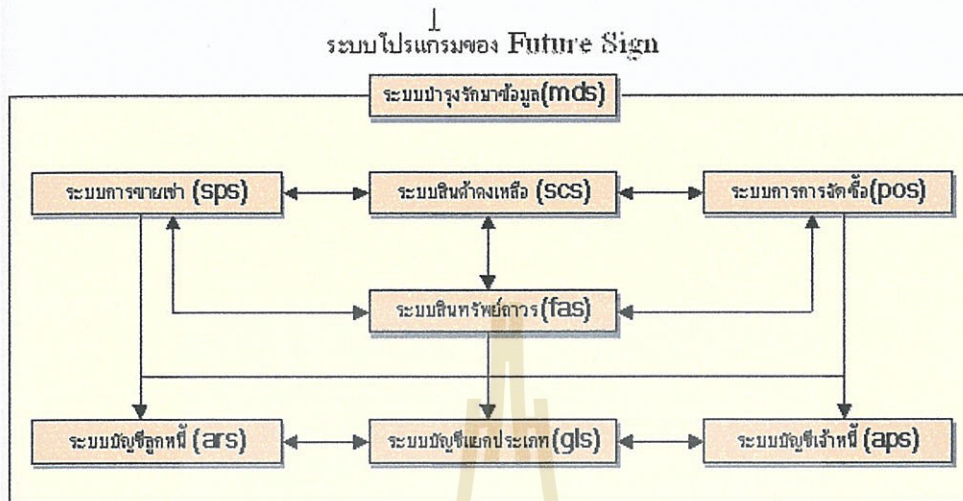 ระบบโปรแกรมของ Future Sign
ระบบบำรุงรักษาข้อมูล(mds)
ระบบการขายเช่า (sps)
ระบบสินค้าคงเหลือ (scs)
ระบบการการจัดซื้อ(pos)
ระบบสินทรัพย์ถาวร(fas)
ระบบบัญชีลูกหนี้ (ars)
ระบบบัญชีแยกประเภท(gls)
ระบบบัญชีเจ้าหนี้ (aps)